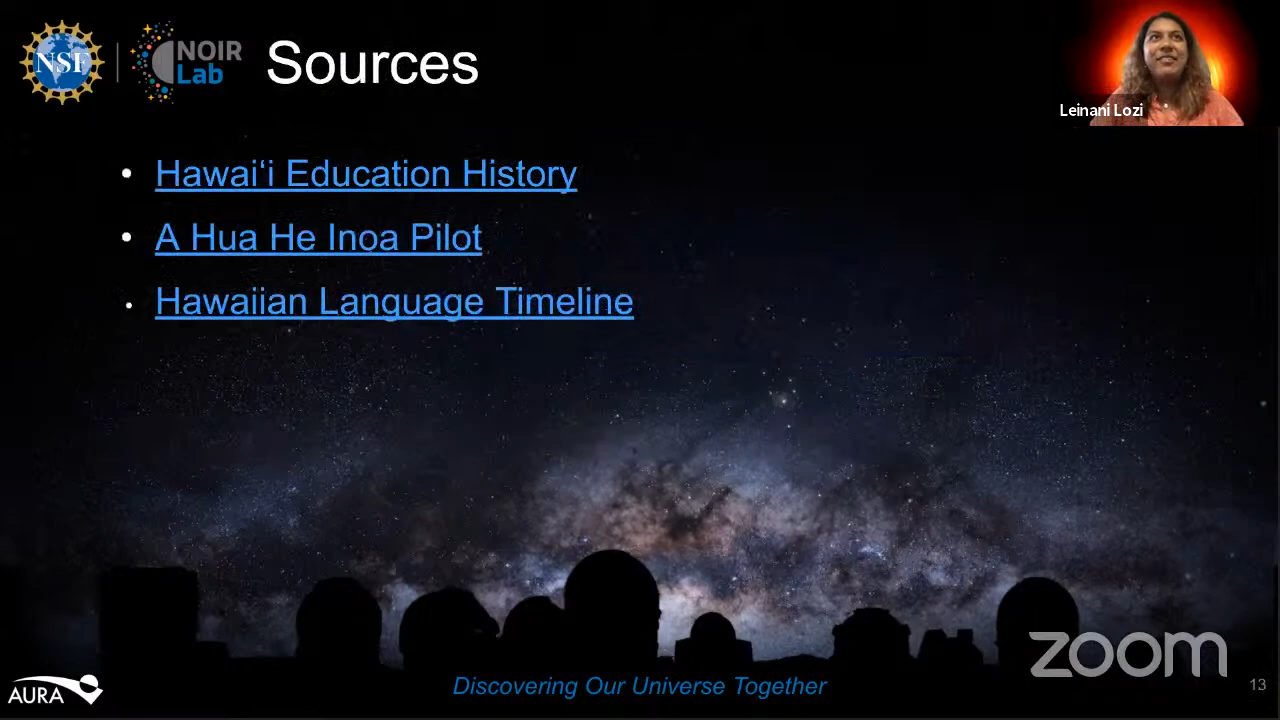 NSF
NOIR
Lab
Sources
Leinani Lozi
• Hawai‘i Education History
• A Hua He Inoa Pilot
• Hawaiian Language Timeline
zoom
AURA
Discovering Our Universe Together
13